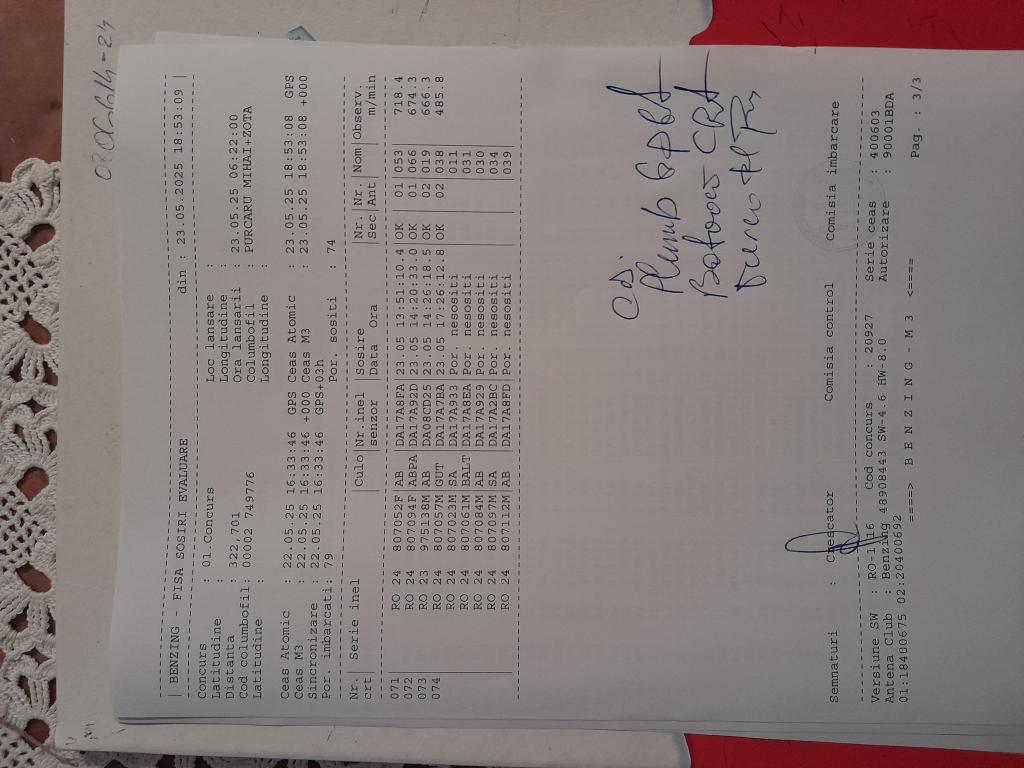 | BENZING - FISA SOSIRI EVALUARE din : 23.05.2025 18:53:09 |
Concurs : 01.Concurs Loc lansare :
Latitudine : Longitudine :
Distanta : 322,701 Ora lansarii : 23.05.25 06:22:00
Cod columbofil: 00002 749776 Columbofil : PURCARU MIHAI+ZOTA
Latitudine : Longitudine :
Ceas Atomic : 22.05.25 16:33:46 GPS Ceas Atomic : 23.05.25 18:53:08 GPS
Ceas M3 : 22.05.25 16:33:46 +000 Ceas M3 : 23.05.25 18:53:08 +000
Sincronizare : 22.05.25 16:33:46 GPS+03h
Por. imbarcati: 79 Por. sositi : 74
Nr.| Serie inel |Culo|Nr.inel |Sosire |Nr.|Nr.|Nom|Observ.
crt| | |senzor |Data Ora |Sec|Ant| |m/min
071| RO 24 807052F|AB |DA17A8FA|23.05 13:51:10.4|OK | 01|053| 718.4
072| RO 24 807094F|ABPA|DA17A92D|23.05 14:20:33.0|OK | 01|066| 674.3
073| RO 23 975138M|AB |DA08CD25|23.05 14:26:18.5|OK | 02|019| 666.3
074| RO 24 807057M|GUT |DA17A7BA|23.05 17:26:12.8|OK | 02|038| 485.8
| RO 24 807023M|SA |DA17A933|Por. nesositi | | |011|
| RO 24 807061M|BALT|DA17A8EA|Por. nesositi | | |031|
| RO 24 807084M|AB |DA17A929|Por. nesositi | | |030|
| RO 24 807097M|SA |DA17A2BC|Por. nesositi | | |034|
| RO 24 807112M|AB |DA17A8FD|Por. nesositi | | |039|
Semnaturi : Crescator Comisia control Comisia imbarcare
Versiune SW : RO-1116 Cod concurs : 20927 Serie ceas : 400603
Antena Club : Benzing 48908443 SW-4.6 HW-8.0 Autorizare : 90001BDA
01:18400675 02:20400692
====> B E N Z I N G - M 3 <==== Pag. : 3/3